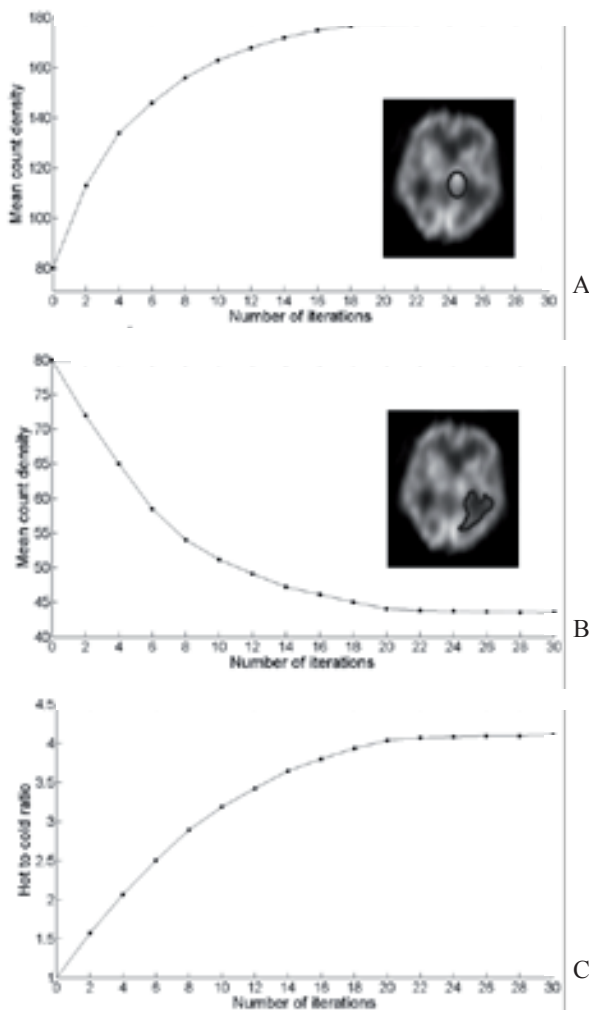 180
160
140
120
100
80
Mean count density
0 2 4 6 8 10 12 14 16 18 20 22 24 26 28 30
Number of iterations
A
80
75
70
65
60
55
50
45
40
Mean count density
0 2 4 6 8 10 12 14 16 18 20 22 24 26 28 30
Number of iterations
B
4.5
4
3.5
3
2.5
2
1.5
1
Hot to cold ratio
0 2 4 6 8 10 12 14 16 18 20 22 24 26 28 30
Number of iterations
C